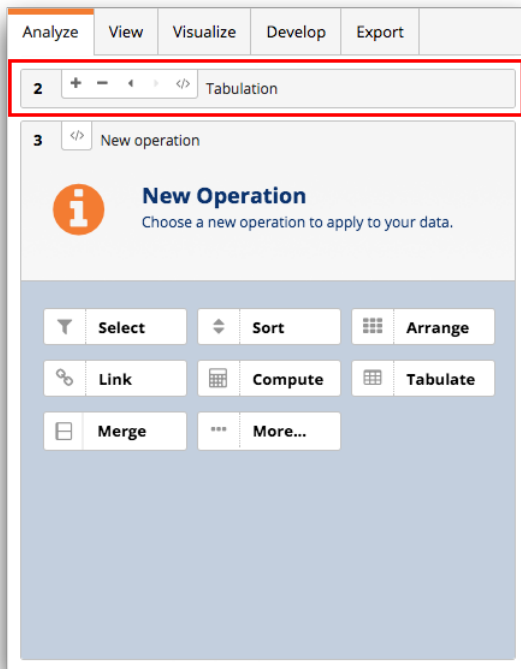 Analyze View Visualize Develop Export
2 Tabulation
3 </> New operation
New Operation
Choose a new operation to apply to your data.
Select Sort Arrange
Link Compute Tabulate
Merge More...